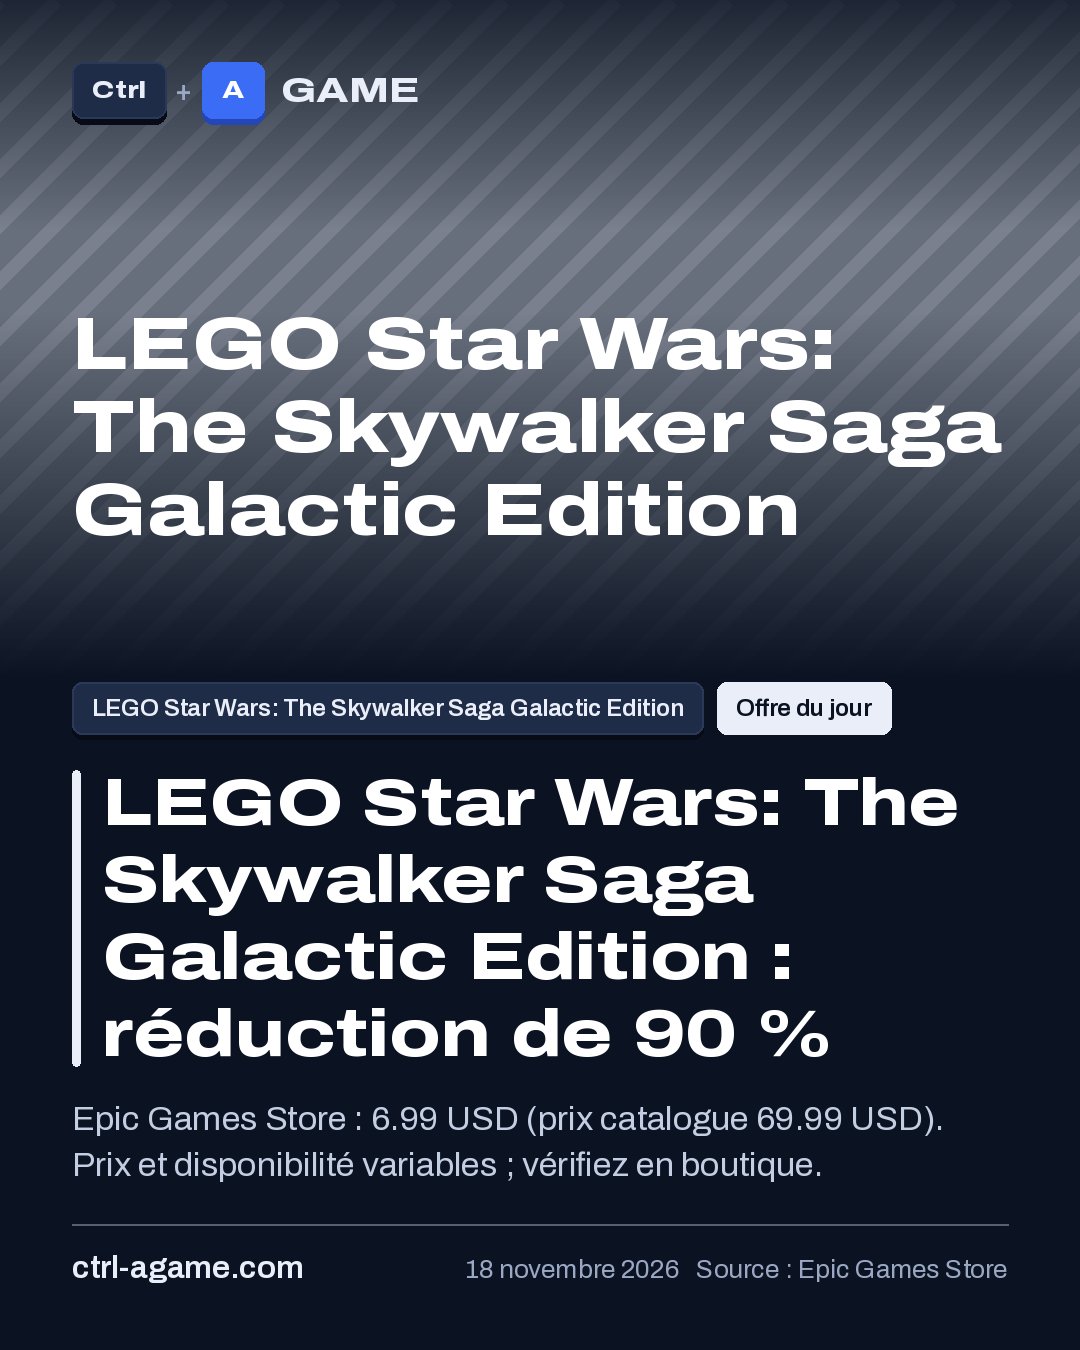 Ctrl + A GAME
LEGO Star Wars:
The Skywalker Saga
Galactic Edition
LEGO Star Wars: The Skywalker Saga Galactic Edition
Offre du jour
LEGO Star Wars: The
Skywalker Saga
Galactic Edition :
réduction de 90 %
Epic Games Store : 6.99 USD (prix catalogue 69.99 USD).
Prix et disponibilité variables ; vérifiez en boutique.
ctrl-agame.com
18 novembre 2026 Source : Epic Games Store